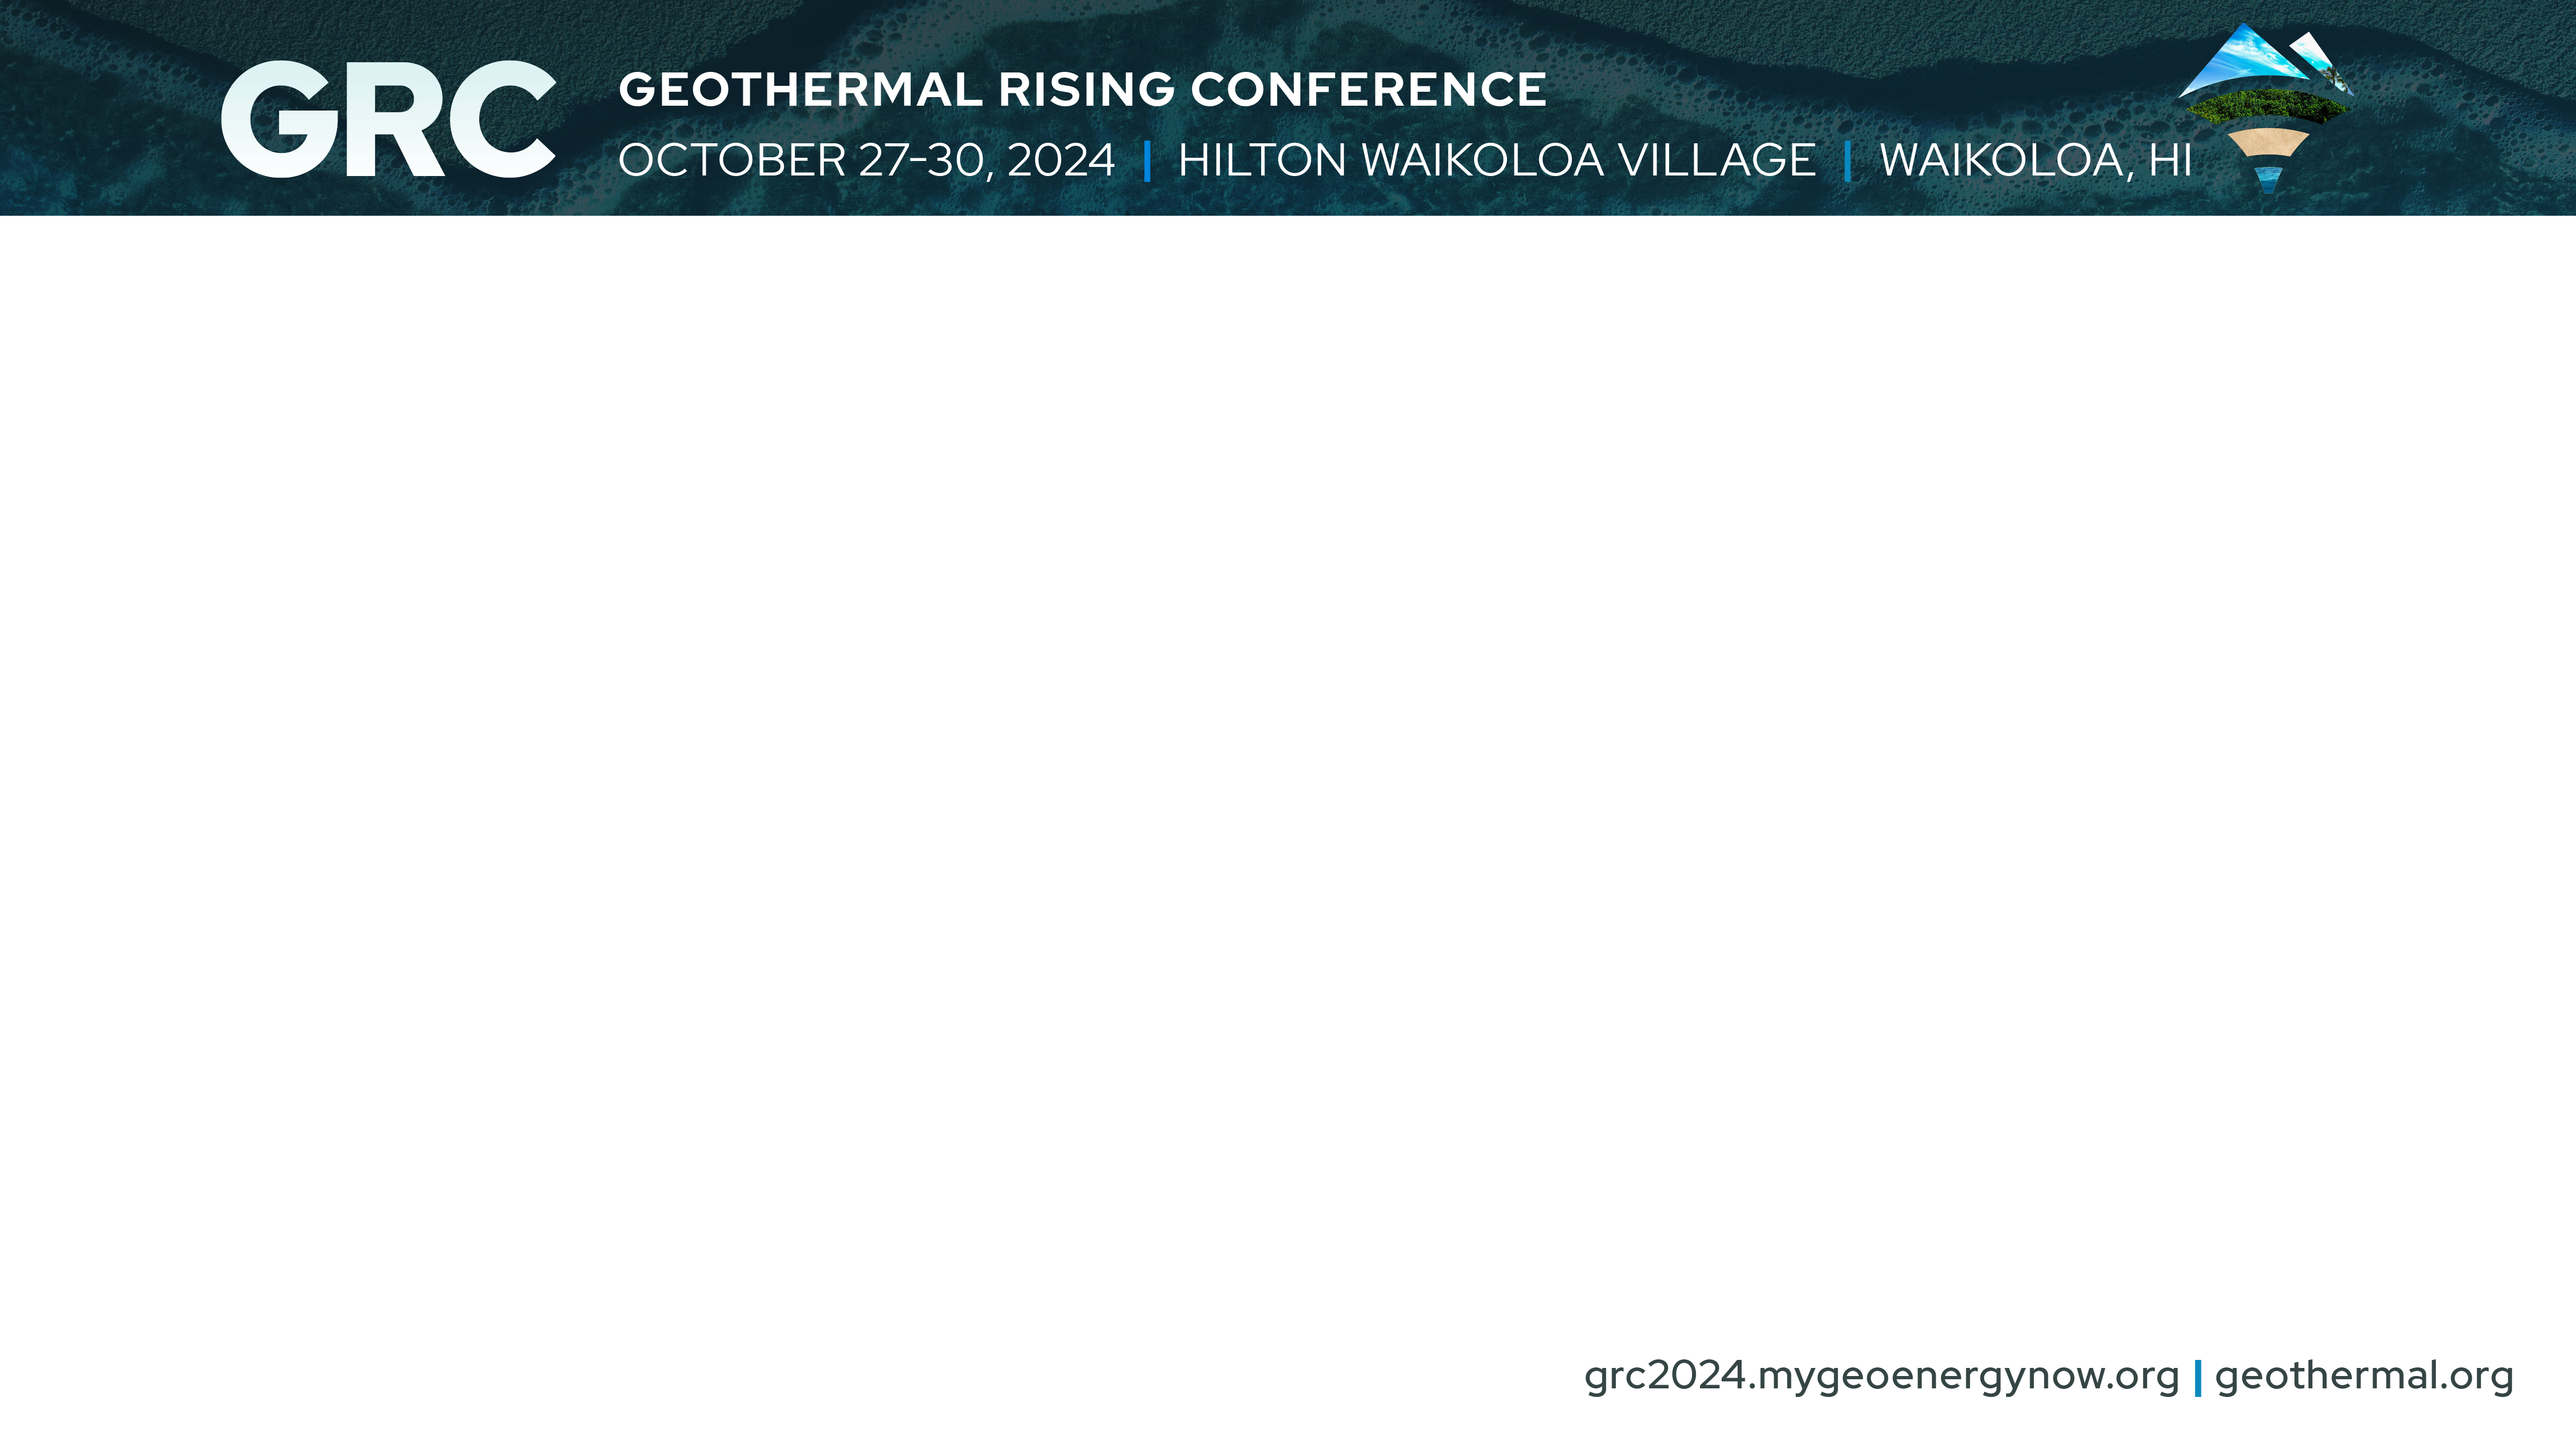 GRC
GEOTHERMAL RISING CONFERENCE
OCTOBER 27-30, 2024 | HILTON WAIKOLOA VILLAGE | WAIKOLOA, HI
grc2024.mygeoenergynow.org | geothermal.org